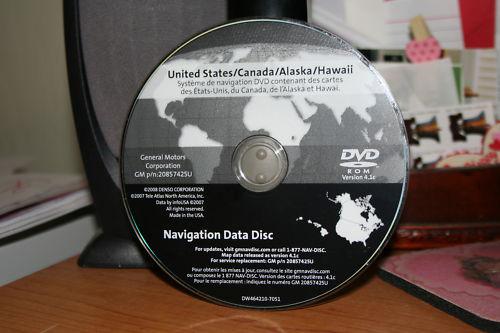 United States/Canada/Alaska/Hawaii
Système de navigation DVD contenant des cartes
des États-Unis, du Canada, de l'Alaska et Hawaii.
General Motors
Corporation
GM p/n:20857425U
DVD
ROM
Version 4.1c
©2008 DENSO CORPORATION
©2007 Tele Atlas North America, Inc.
Data by infoUSA ©2007
All rights reserved.
Made in the USA.
Navigation Data Disc
For updates, visit gmnavdisc.com or call 1-877-NAV-DISC.
Map data released as version 4.1c
For service replacement: GM p/n 20857425U
Pour obtenir les mises à jour, consultez le site gmnavdisc.com
ou composez le 1 877 NAV-DISC. Version des cartes routières : 4.1c
Pour le remplacement : indiquez le numéro GM 20857425U
DW464210-7051